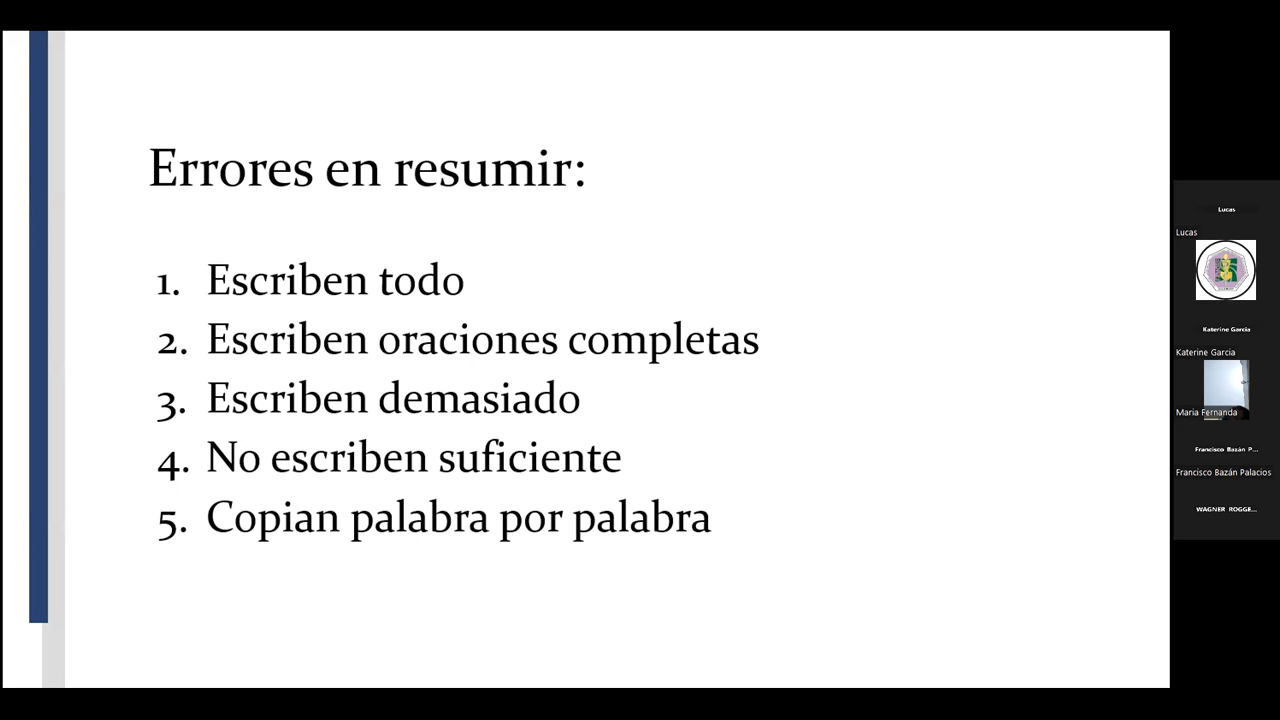 Errores en resumir:
1. Escriben todo
2. Escriben oraciones completas
3. Escriben demasiado
4. No escriben suficiente
5. Copian palabra por palabra
Lucas
Lucas
Katerine Garcia
Katerine Garcia
Maria Fernanda
Francisco Bazán P...
Francisco Bazán Palacios
WAGNER ROGGE...